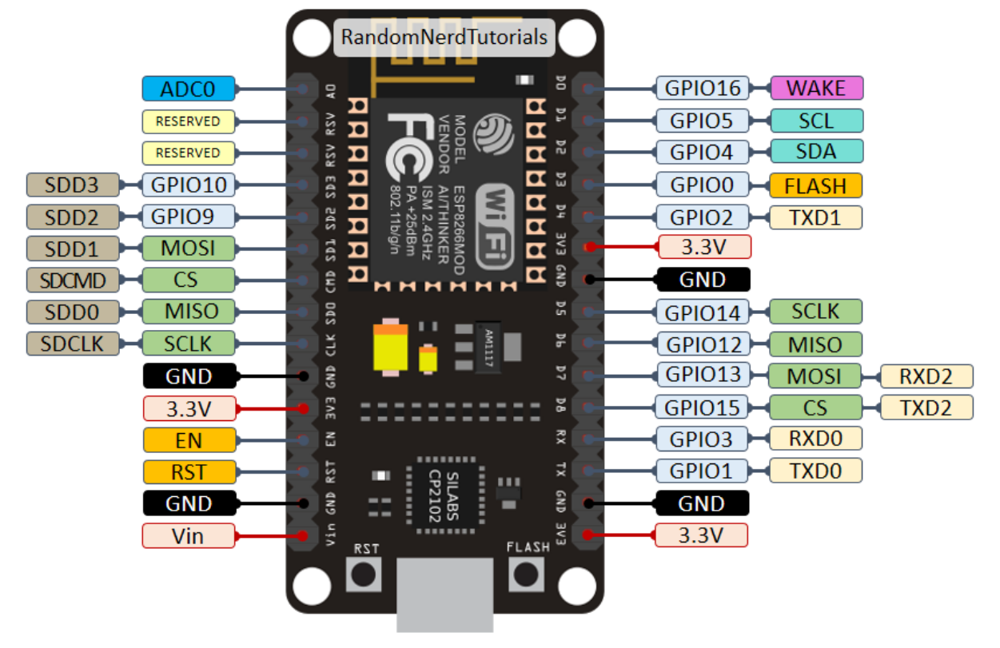 RandomNerdTutorials
ADC0 A0 D0 GPIO16 WAKE
RESERVED RSV D1 GPIO5 SCL
RESERVED RSV D2 GPIO4 SDA
SDD3 GPIO10 SD3 D3 GPIO0 FLASH
SDD2 GPIO9 SD2 D4 GPIO2 TXD1
SDD1 MOSI SD1 3V3 3.3V
SDCMD CS CMD GND GND
SDD0 MISO SD0 D5 GPIO14 SCLK
SDCLK SCLK CLK D6 GPIO12 MISO
GND GND D7 GPIO13 MOSI RXD2
3.3V 3V3 D8 GPIO15 CS TXD2
EN EN RX GPIO3 RXD0
RST RST TX GPIO1 TXD0
GND GND GND GND
Vin Vin 3V3 3.3V
MODEL
VENDOR
ESP8266MOD
AI/THINKER
ISM 2.4GHz
PA +25dBm
802.11b/g/n
FC
Wi Fi
AM1117
SILABS
CP2102
RST
FLASH